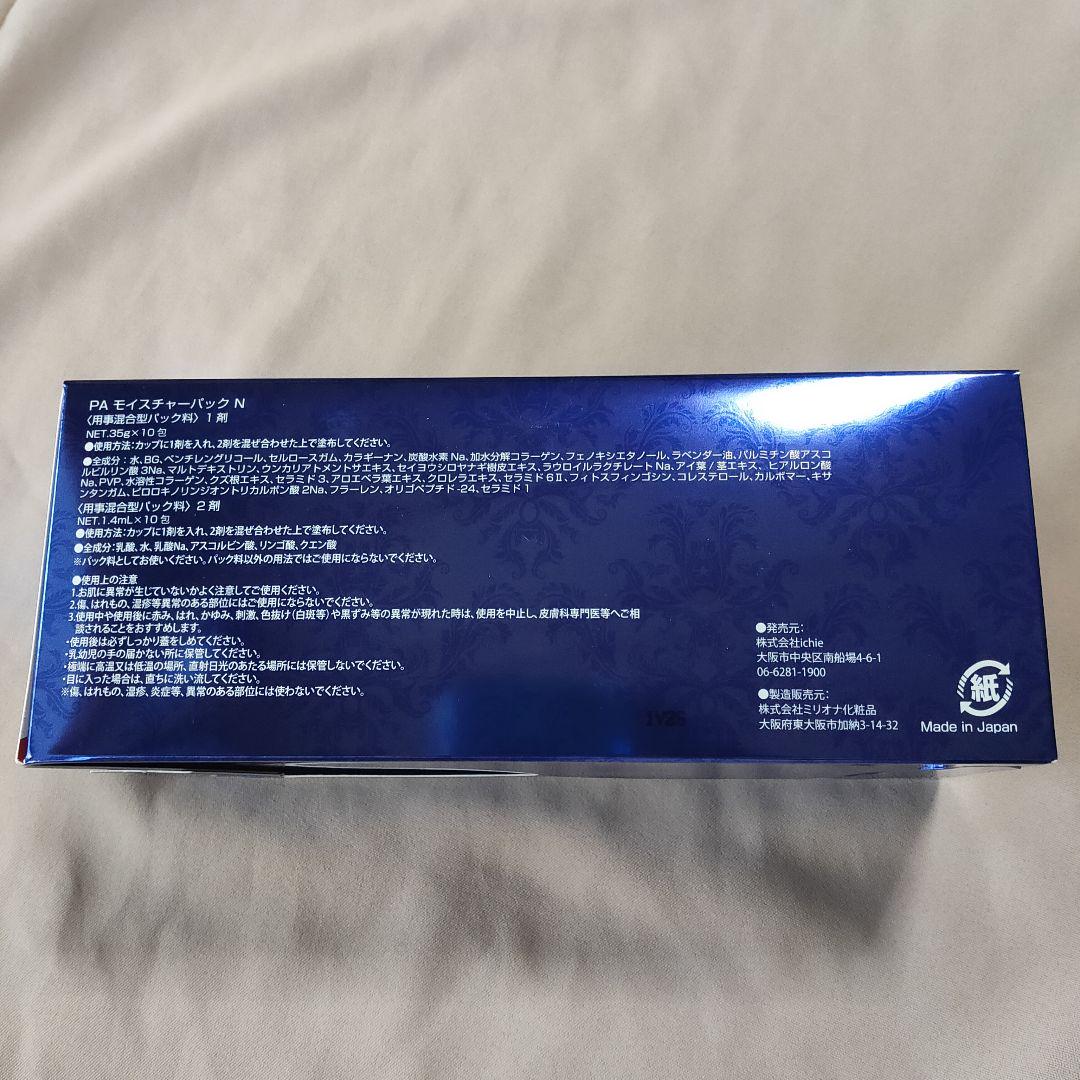 PA モイスチャーパック N
〈用事混合型パック料〉1剤
NET.35g×10包
●使用方法:カップに1剤を入れ、2剤を混ぜ合わせた上で塗布してください。
●全成分:水、BG、ペンチレングリコール、セルロースガム、カラギーナン、炭酸水素Na、加水分解コラーゲン、フェノキシエタノール、ラベンダー油、パルミチン酸アスコ
ルビルリン酸3Na、マルトデキストリン、ウンカリアトメントサエキス、セイヨウシロヤナギ樹皮エキス、ラウロイルラクチレートNa、アイ葉/茎エキス、ヒアルロン酸
Na、PVP、水溶性コラーゲン、クズ根エキス、セラミド3、アロエベラ葉エキス、クロレラエキス、セラミド6Ⅱ、フィトスフィンゴシン、コレステロール、カルボマー、キサ
ンタンガム、ピロロキノリンジオントリカルボン酸2Na、フラーレン、オリゴペプチド-24、セラミド1
〈用事混合型パック料〉2剤
NET.1.4mL×10包
●使用方法:カップに1剤を入れ、2剤を混ぜ合わせた上で塗布してください。
●全成分:乳酸、水、乳酸Na、アスコルビン酸、リンゴ酸、クエン酸
※パック料としてお使いください。パック料以外の用法ではご使用にならないでください。
●使用上の注意
1.お肌に異常が生じていないかよく注意してご使用ください。
2.傷、はれもの、湿疹等異常のある部位にはご使用にならないでください。
3.使用中や使用後に赤み、はれ、かゆみ、刺激、色抜け(白斑等)や黒ずみ等の異常が現れた時は、使用を中止し、皮膚科専門医等へご相
談されることをおすすめします。
・使用後は必ずしっかり蓋をしめてください。
・乳幼児の手の届かない所に保管してください。
・極端に高温又は低温の場所、直射日光のあたる場所には保管しないでください。
・目に入った場合は、直ちに洗い流してください。
※傷、はれもの、湿疹、炎症等、異常のある部位には使わないでください。
●発売元:
株式会社ichie
大阪市中央区南船場4-6-1
06-6281-1900
●製造販売元:
株式会社ミリオナ化粧品
大阪府東大阪市加納3-14-32
紙
Made in Japan